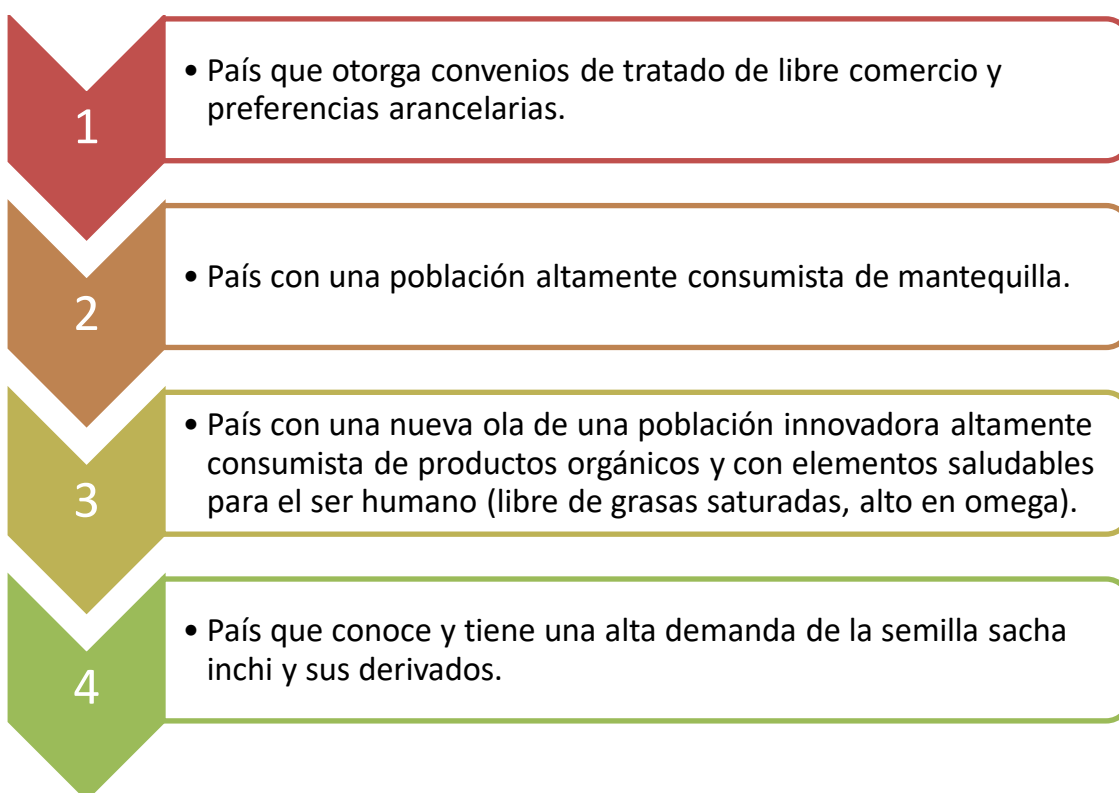 1
• País que otorga convenios de tratado de libre comercio y
preferencias arancelarias.
2
• País con una población altamente consumista de mantequilla.
3
• País con una nueva ola de una población innovadora altamente
consumista de productos orgánicos y con elementos saludables
para el ser humano (libre de grasas saturadas, alto en omega).
4
• País que conoce y tiene una alta demanda de la semilla sacha
inchi y sus derivados.